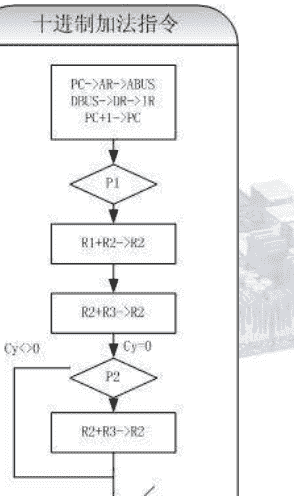 十进制加法指令
PC->AR->ABUS
DBUS->DR->IR
PC+1->PC
P1
R1+R2->R2
R2+R3->R2
Cy<>0
Cy=0
P2
R2+R3->R2